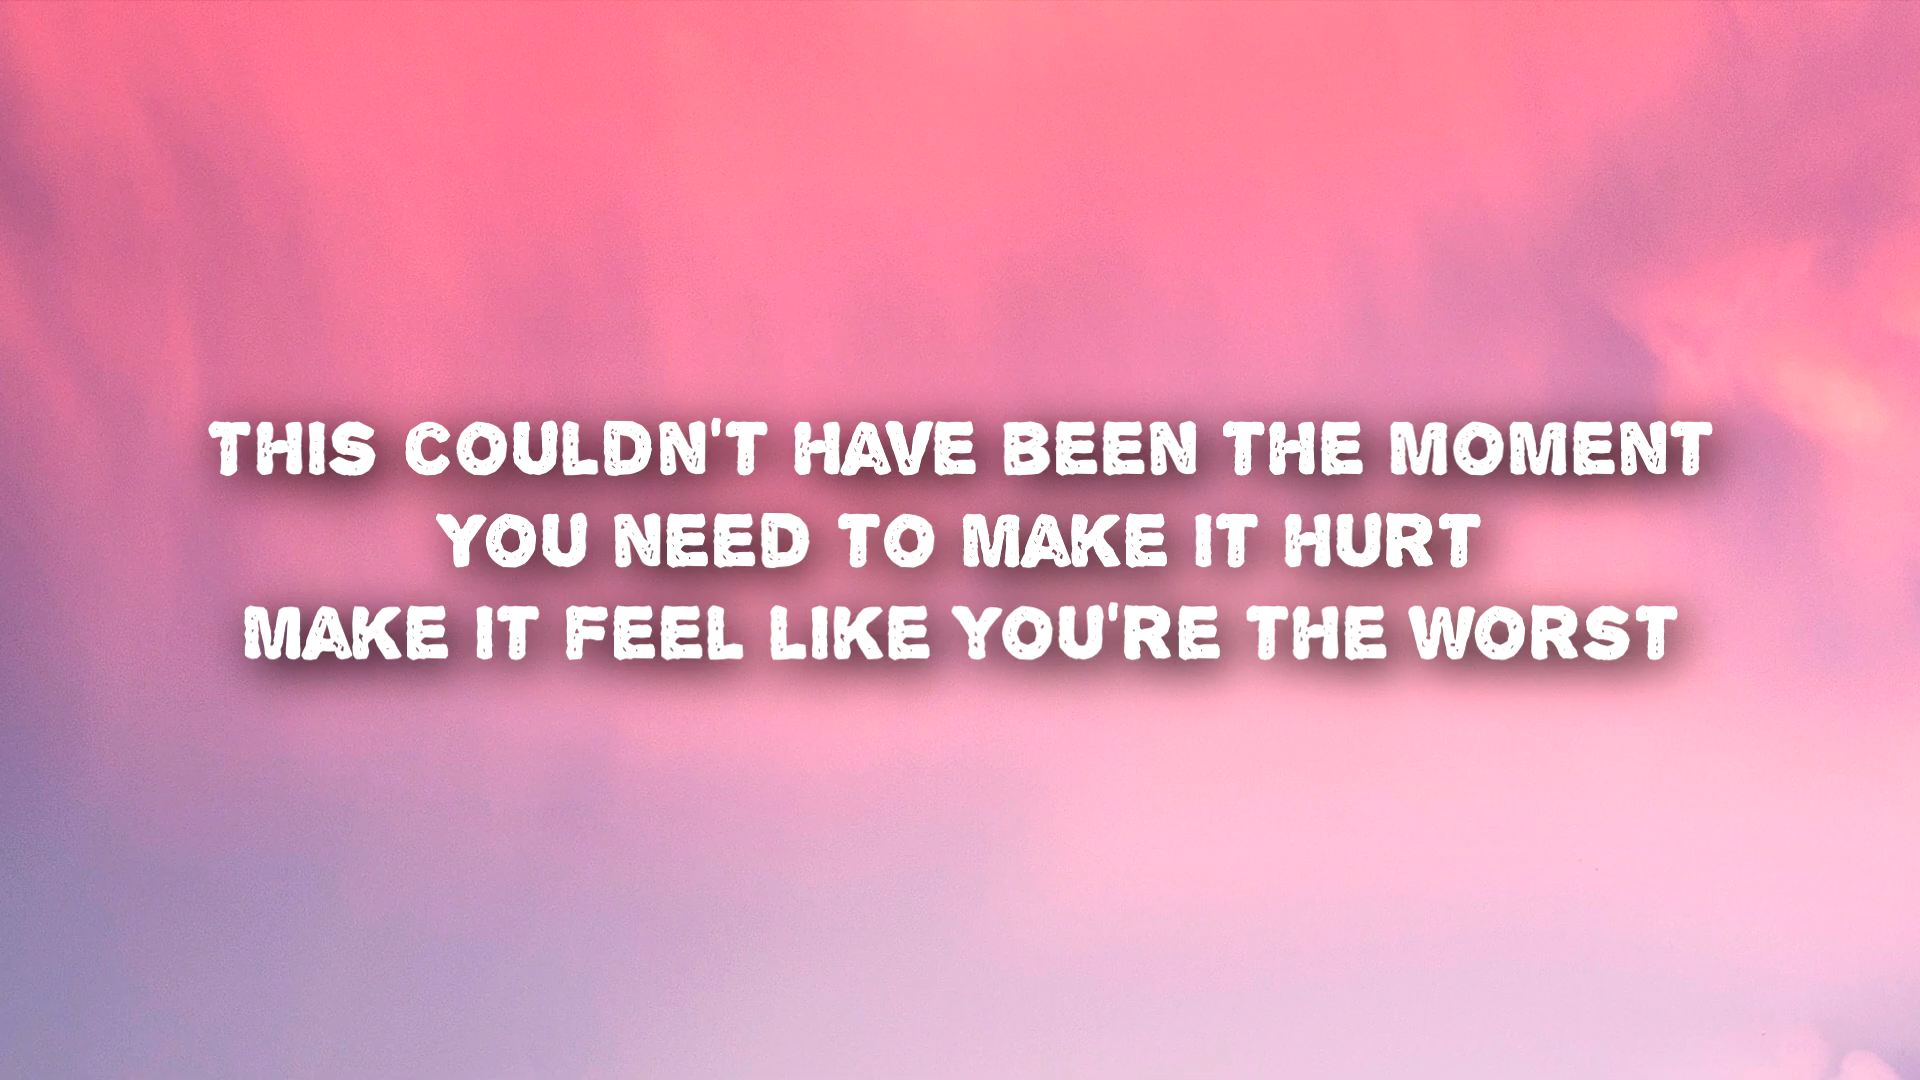 THIS COULDN'T HAVE BEEN THE MOMENT
YOU NEED TO MAKE IT HURT
MAKE IT FEEL LIKE YOU'RE THE WORST